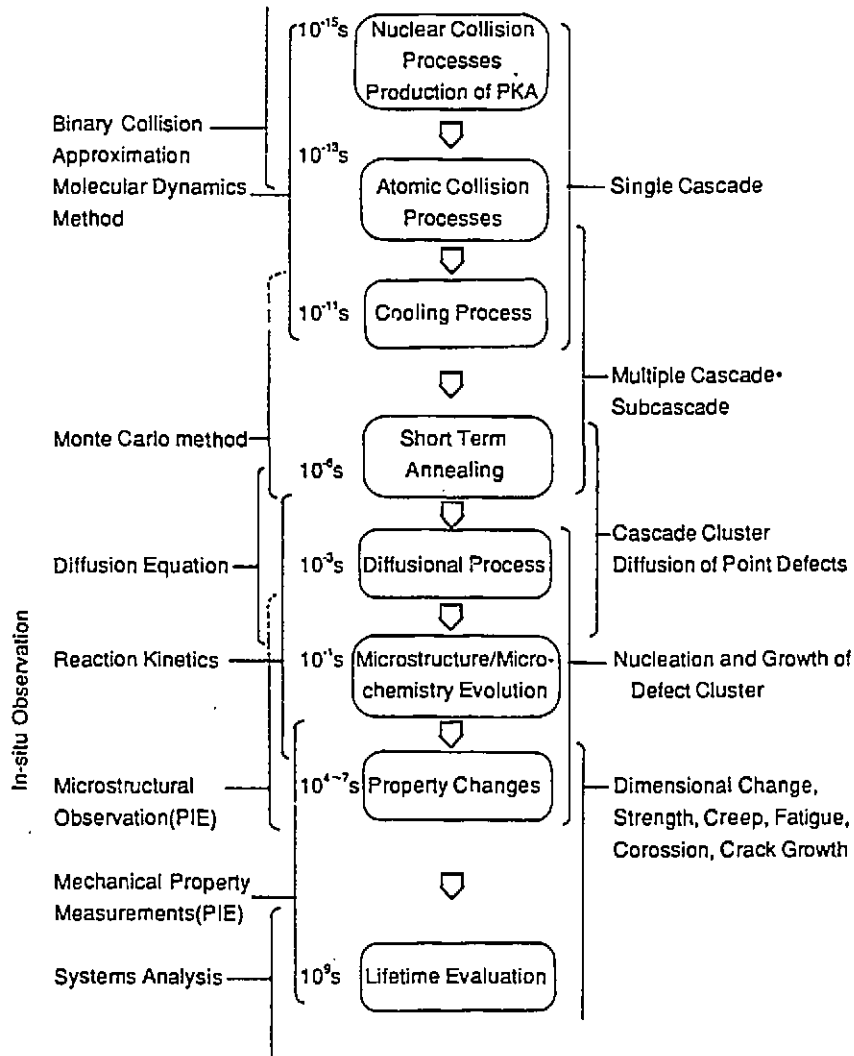 10⁻¹⁵s
Nuclear Collision
Processes
Production of PKA
Binary Collision
Approximation
Molecular Dynamics
Method
10⁻¹³s
Atomic Collision
Processes
Single Cascade
10⁻¹¹s
Cooling Process
Multiple Cascade•
Subcascade
Monte Carlo method
Short Term
Annealing
10⁻⁶s
Cascade Cluster
Diffusion of Point Defects
Diffusion Equation
10⁻³s
Diffusional Process
In-situ Observation
Reaction Kinetics
10⁻¹s
Microstructure/Micro-
chemistry Evolution
Nucleation and Growth of
Defect Cluster
Microstructural
Observation(PIE)
10⁴~⁷s
Property Changes
Dimensional Change,
Strength, Creep, Fatigue,
Corossion, Crack Growth
Mechanical Property
Measurements(PIE)
Systems Analysis
10⁹s
Lifetime Evaluation